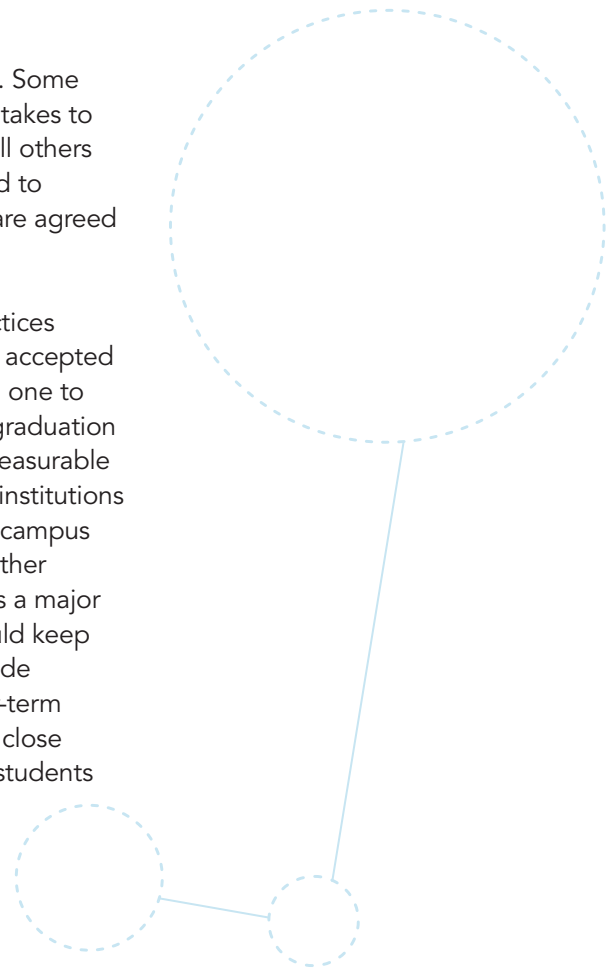 . Some
takes to
ll others
d to
are agreed
ctices
accepted
one to
graduation
easurable
institutions
campus
ther
s a major
uld keep
de
-term
close
students